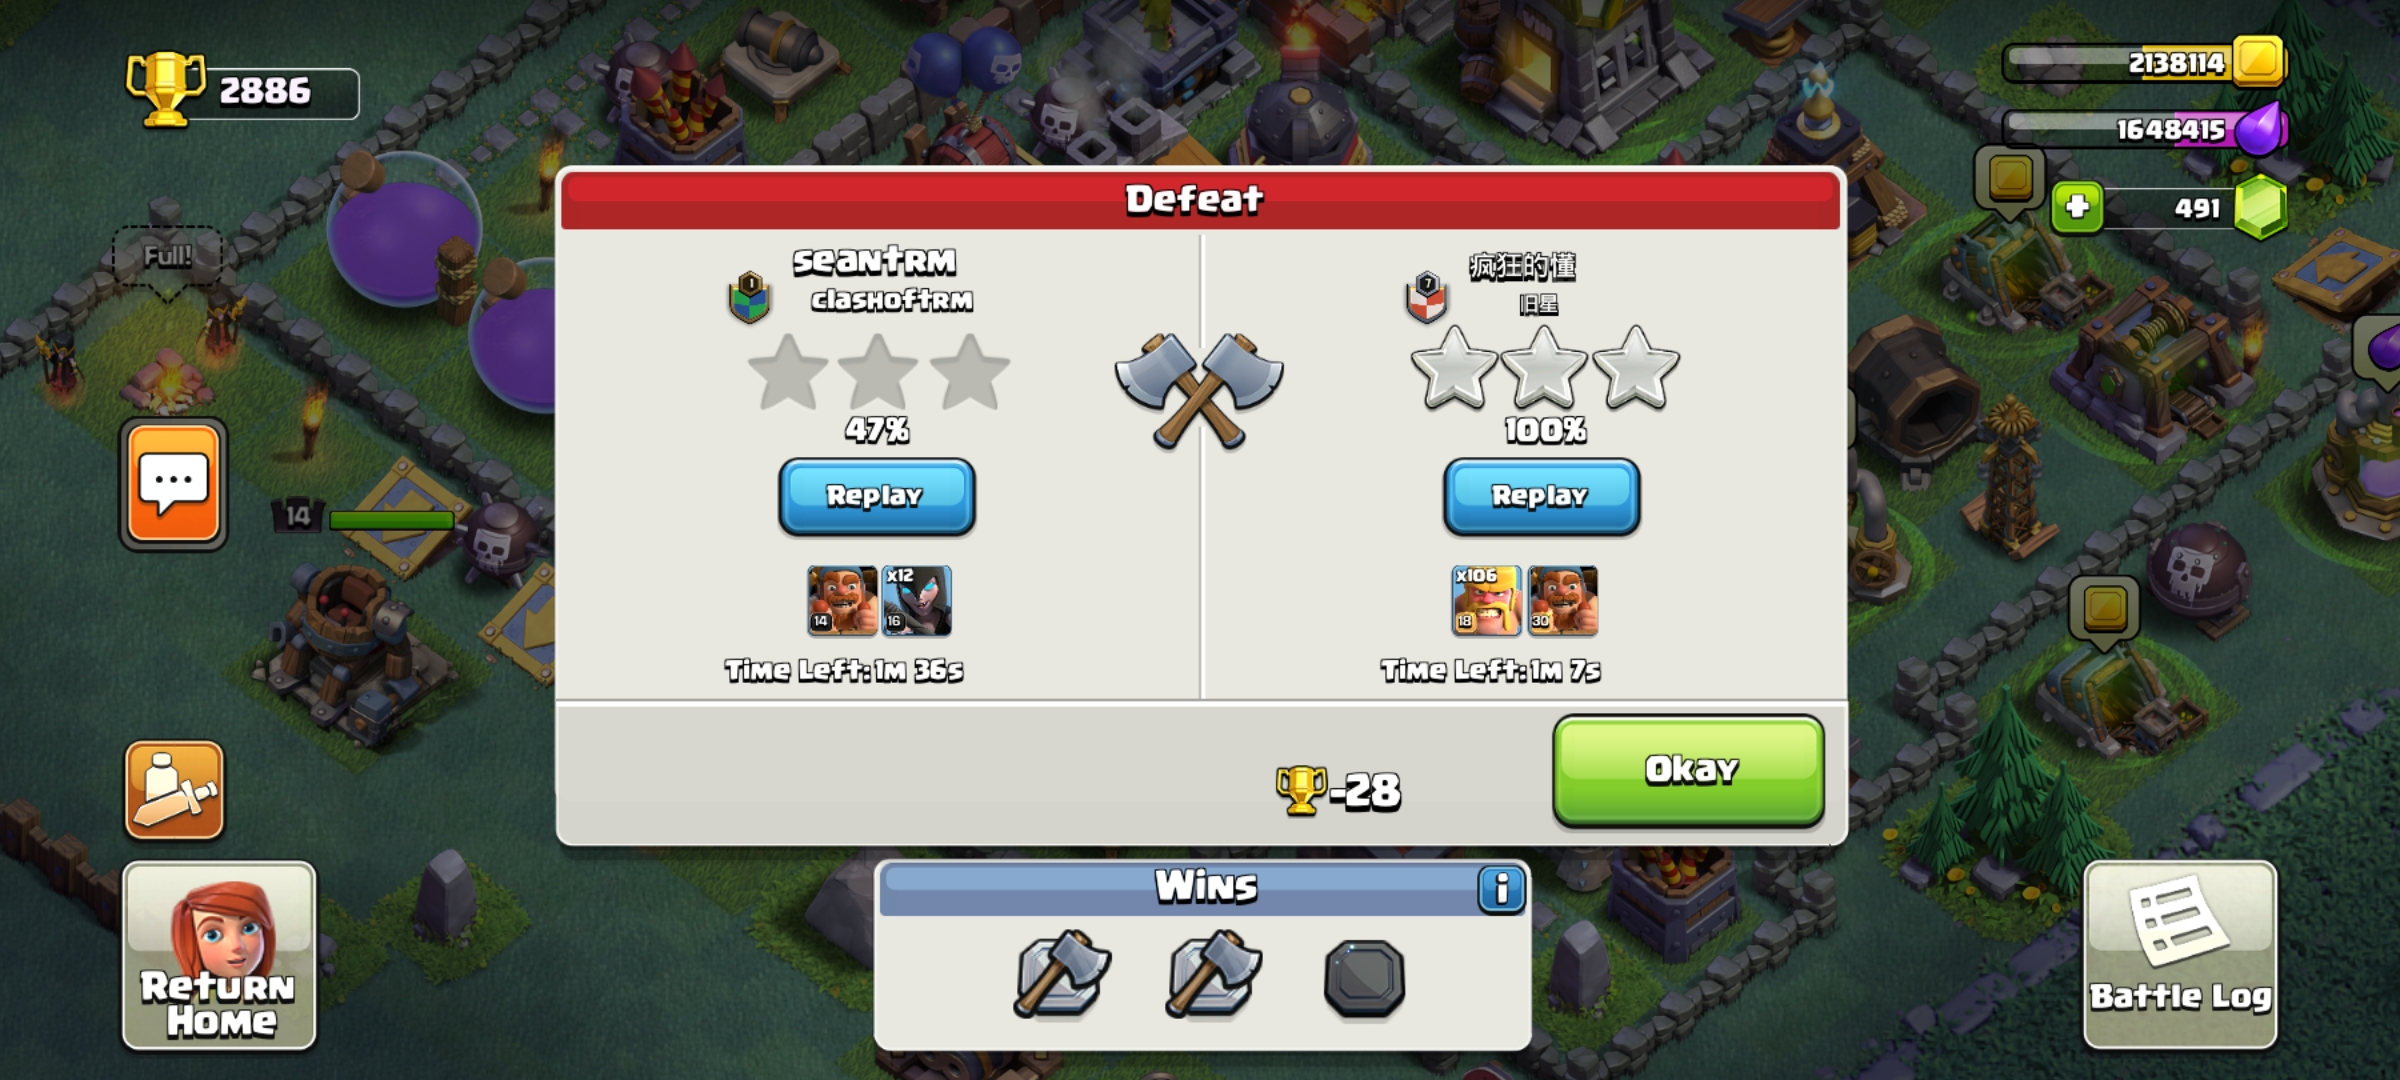 2886
2138114
1648415
491
Full!
Defeat
seantrm
clashoftrm
疯狂的懂
旧星
1
7
47%
100%
Replay
Replay
14
x12
16
x106
18
30
14
Time Left:1m 36s
Time Left:1m 7s
-28
Okay
Wins
i
Return
Home
Battle Log